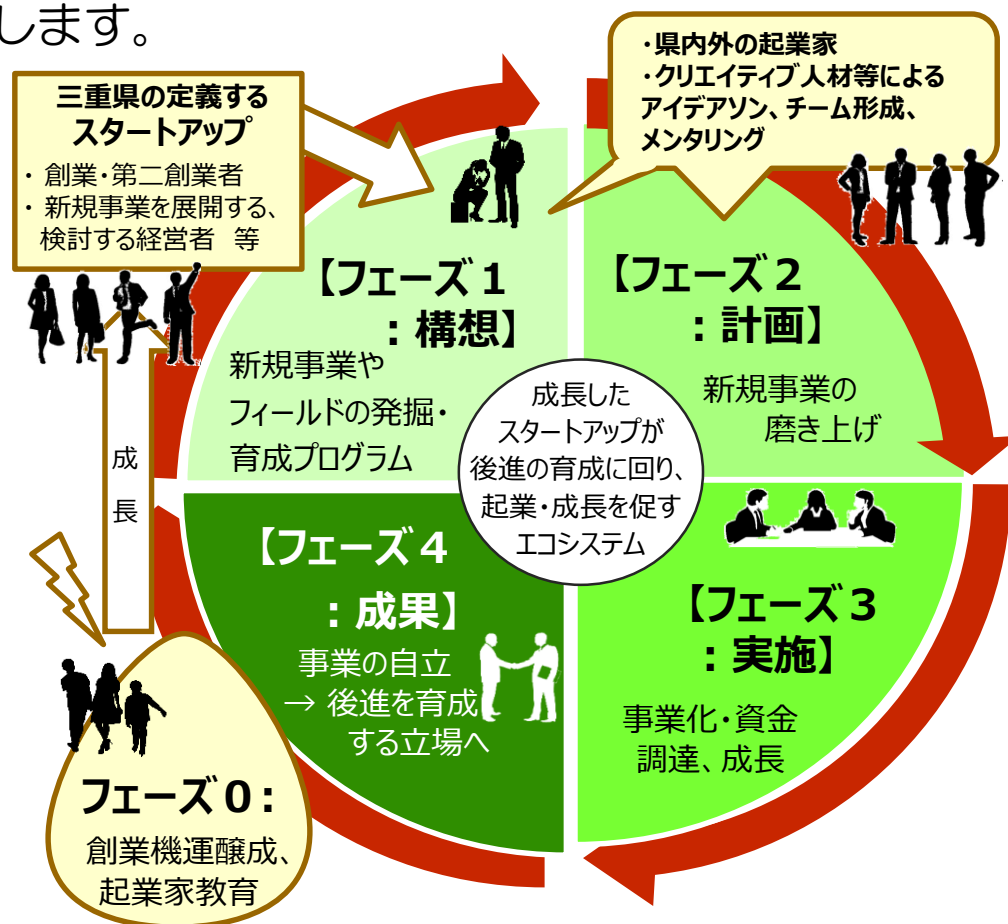 します。
三重県の定義する
スタートアップ
・ 創業・第二創業者
・ 新規事業を展開する、
検討する経営者　等
・県内外の起業家
・クリエイティブ人材等による
アイデアソン、チーム形成、
メンタリング
【フェーズ１
：構想】
新規事業や
フィールドの発掘・
育成プログラム
【フェーズ２
：計画】
新規事業の
磨き上げ
成長した
スタートアップが
後進の育成に回り、
起業・成長を促す
エコシステム
【フェーズ３
：実施】
事業化・資金
調達、成長
【フェーズ４
：成果】
事業の自立
→ 後進を育成
する立場へ
成
長
フェーズ０：
創業機運醸成、
起業家教育